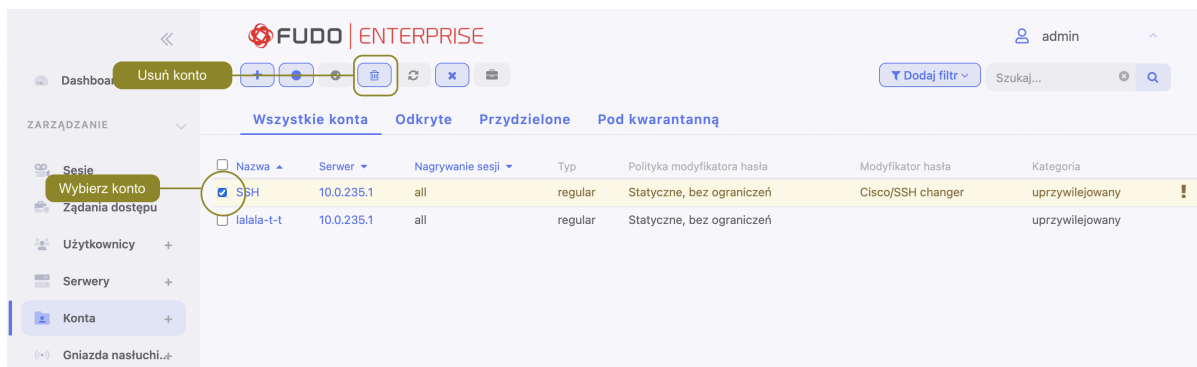 FUDO ENTERPRISE
admin
Usuń konto
Dodaj filtr
Szukaj...
ZARZĄDZANIE
Wszystkie konta Odkryte Przydzielone Pod kwarantanną
Nazwa Serwer Nagrywanie sesji Typ Polityka modyfikatora hasła Modyfikator hasła Kategoria
Sesje
Wybierz konto
SSH 10.0.235.1 all regular Statyczne, bez ograniczeń Cisco/SSH changer uprzywilejowany !
Żądania dostępu
lalala-t-t 10.0.235.1 all regular Statyczne, bez ograniczeń uprzywilejowany
Użytkownicy +
Serwery +
Konta +
Gniazda nasłuchi...+